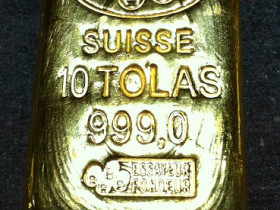 SUISSE
10 TOLAS
999,0
ESSAYEUR
FONDEUR